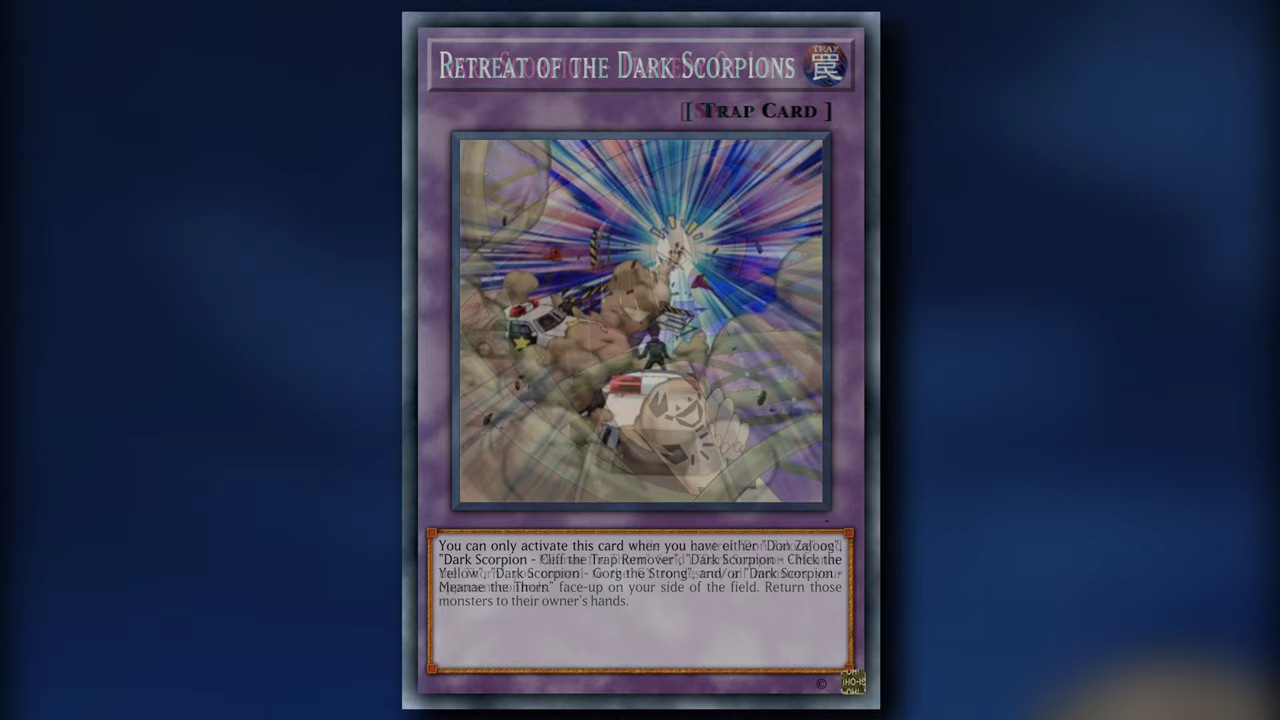 RETREAT OF THE DARK SCORPIONS
TRAP
罠
[ TRAP CARD ]
You can only activate this card when you have either "Don Zaloog",
"Dark Scorpion - Cliff the Trap Remover", "Dark Scorpion - Chick the
Yellow", "Dark Scorpion - Gorg the Strong", and/or "Dark Scorpion -
Meanae the Thorn" face-up on your side of the field. Return those
monsters to their owner's hands.
©